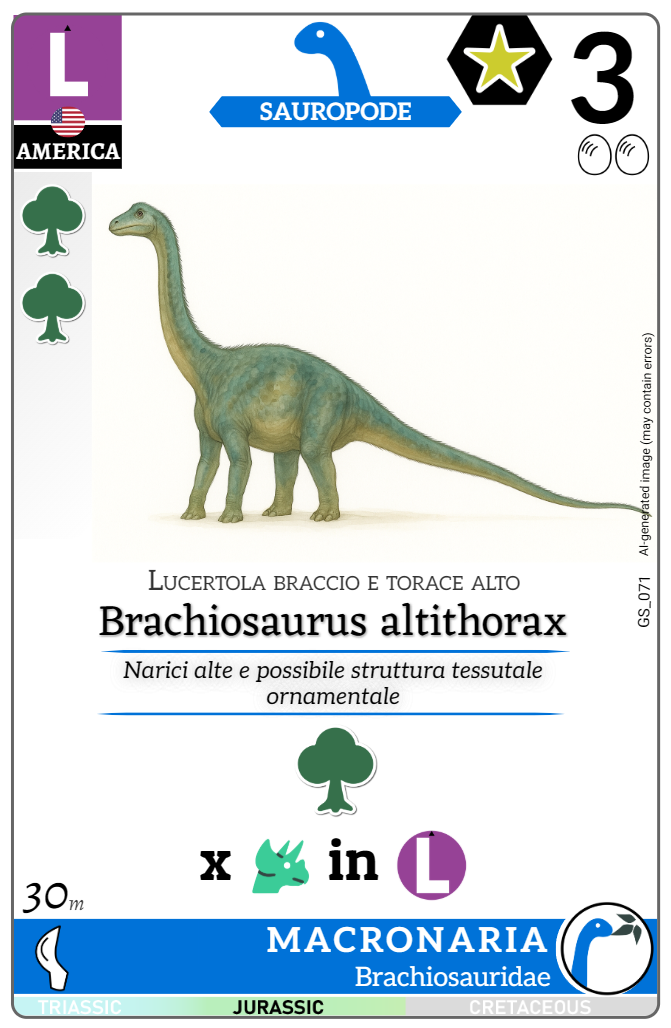 L
AMERICA
SAUROPODE
3
AI-generated image (may contain errors)
GS_071
Lucertola braccio e torace alto
Brachiosaurus altithorax
Narici alte e possibile struttura tessutale
ornamentale
x in L
30m
MACRONARIA
Brachiosauridae
TRIASSIC JURASSIC CRETACEOUS